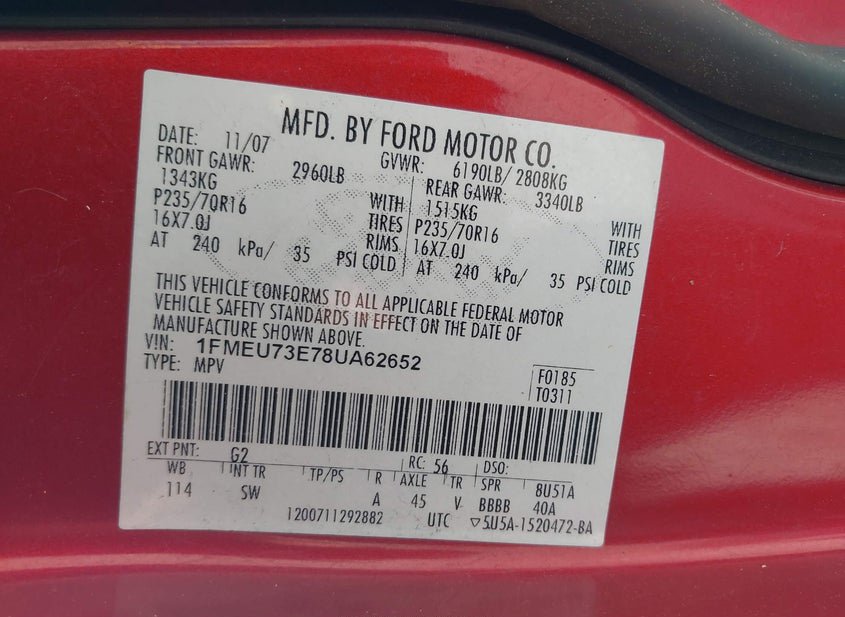 MFD. BY FORD MOTOR CO.
DATE: 11/07 GVWR: 6190LB/ 2808KG
FRONT GAWR: 2960LB REAR GAWR: 3340LB
1343KG WITH 1515KG WITH
P235/70R16 TIRES P235/70R16 TIRES
16X7.0J RIMS 16X7.0J RIMS
AT 240 kPa/ 35 PSI COLD AT 240 kPa/ 35 PSI COLD
THIS VEHICLE CONFORMS TO ALL APPLICABLE FEDERAL MOTOR
VEHICLE SAFETY STANDARDS IN EFFECT ON THE DATE OF
MANUFACTURE SHOWN ABOVE.
VIN: 1FMEU73E78UA62652
TYPE: MPV
F0185
T0311
EXT PNT: G2 RC: 56 DSO:
WB INT TR TP/PS R AXLE TR SPR 8U51A
114 SW A 45 V BBBB 40A
1200711292882 UTC ▽5U5A-1520472-BA